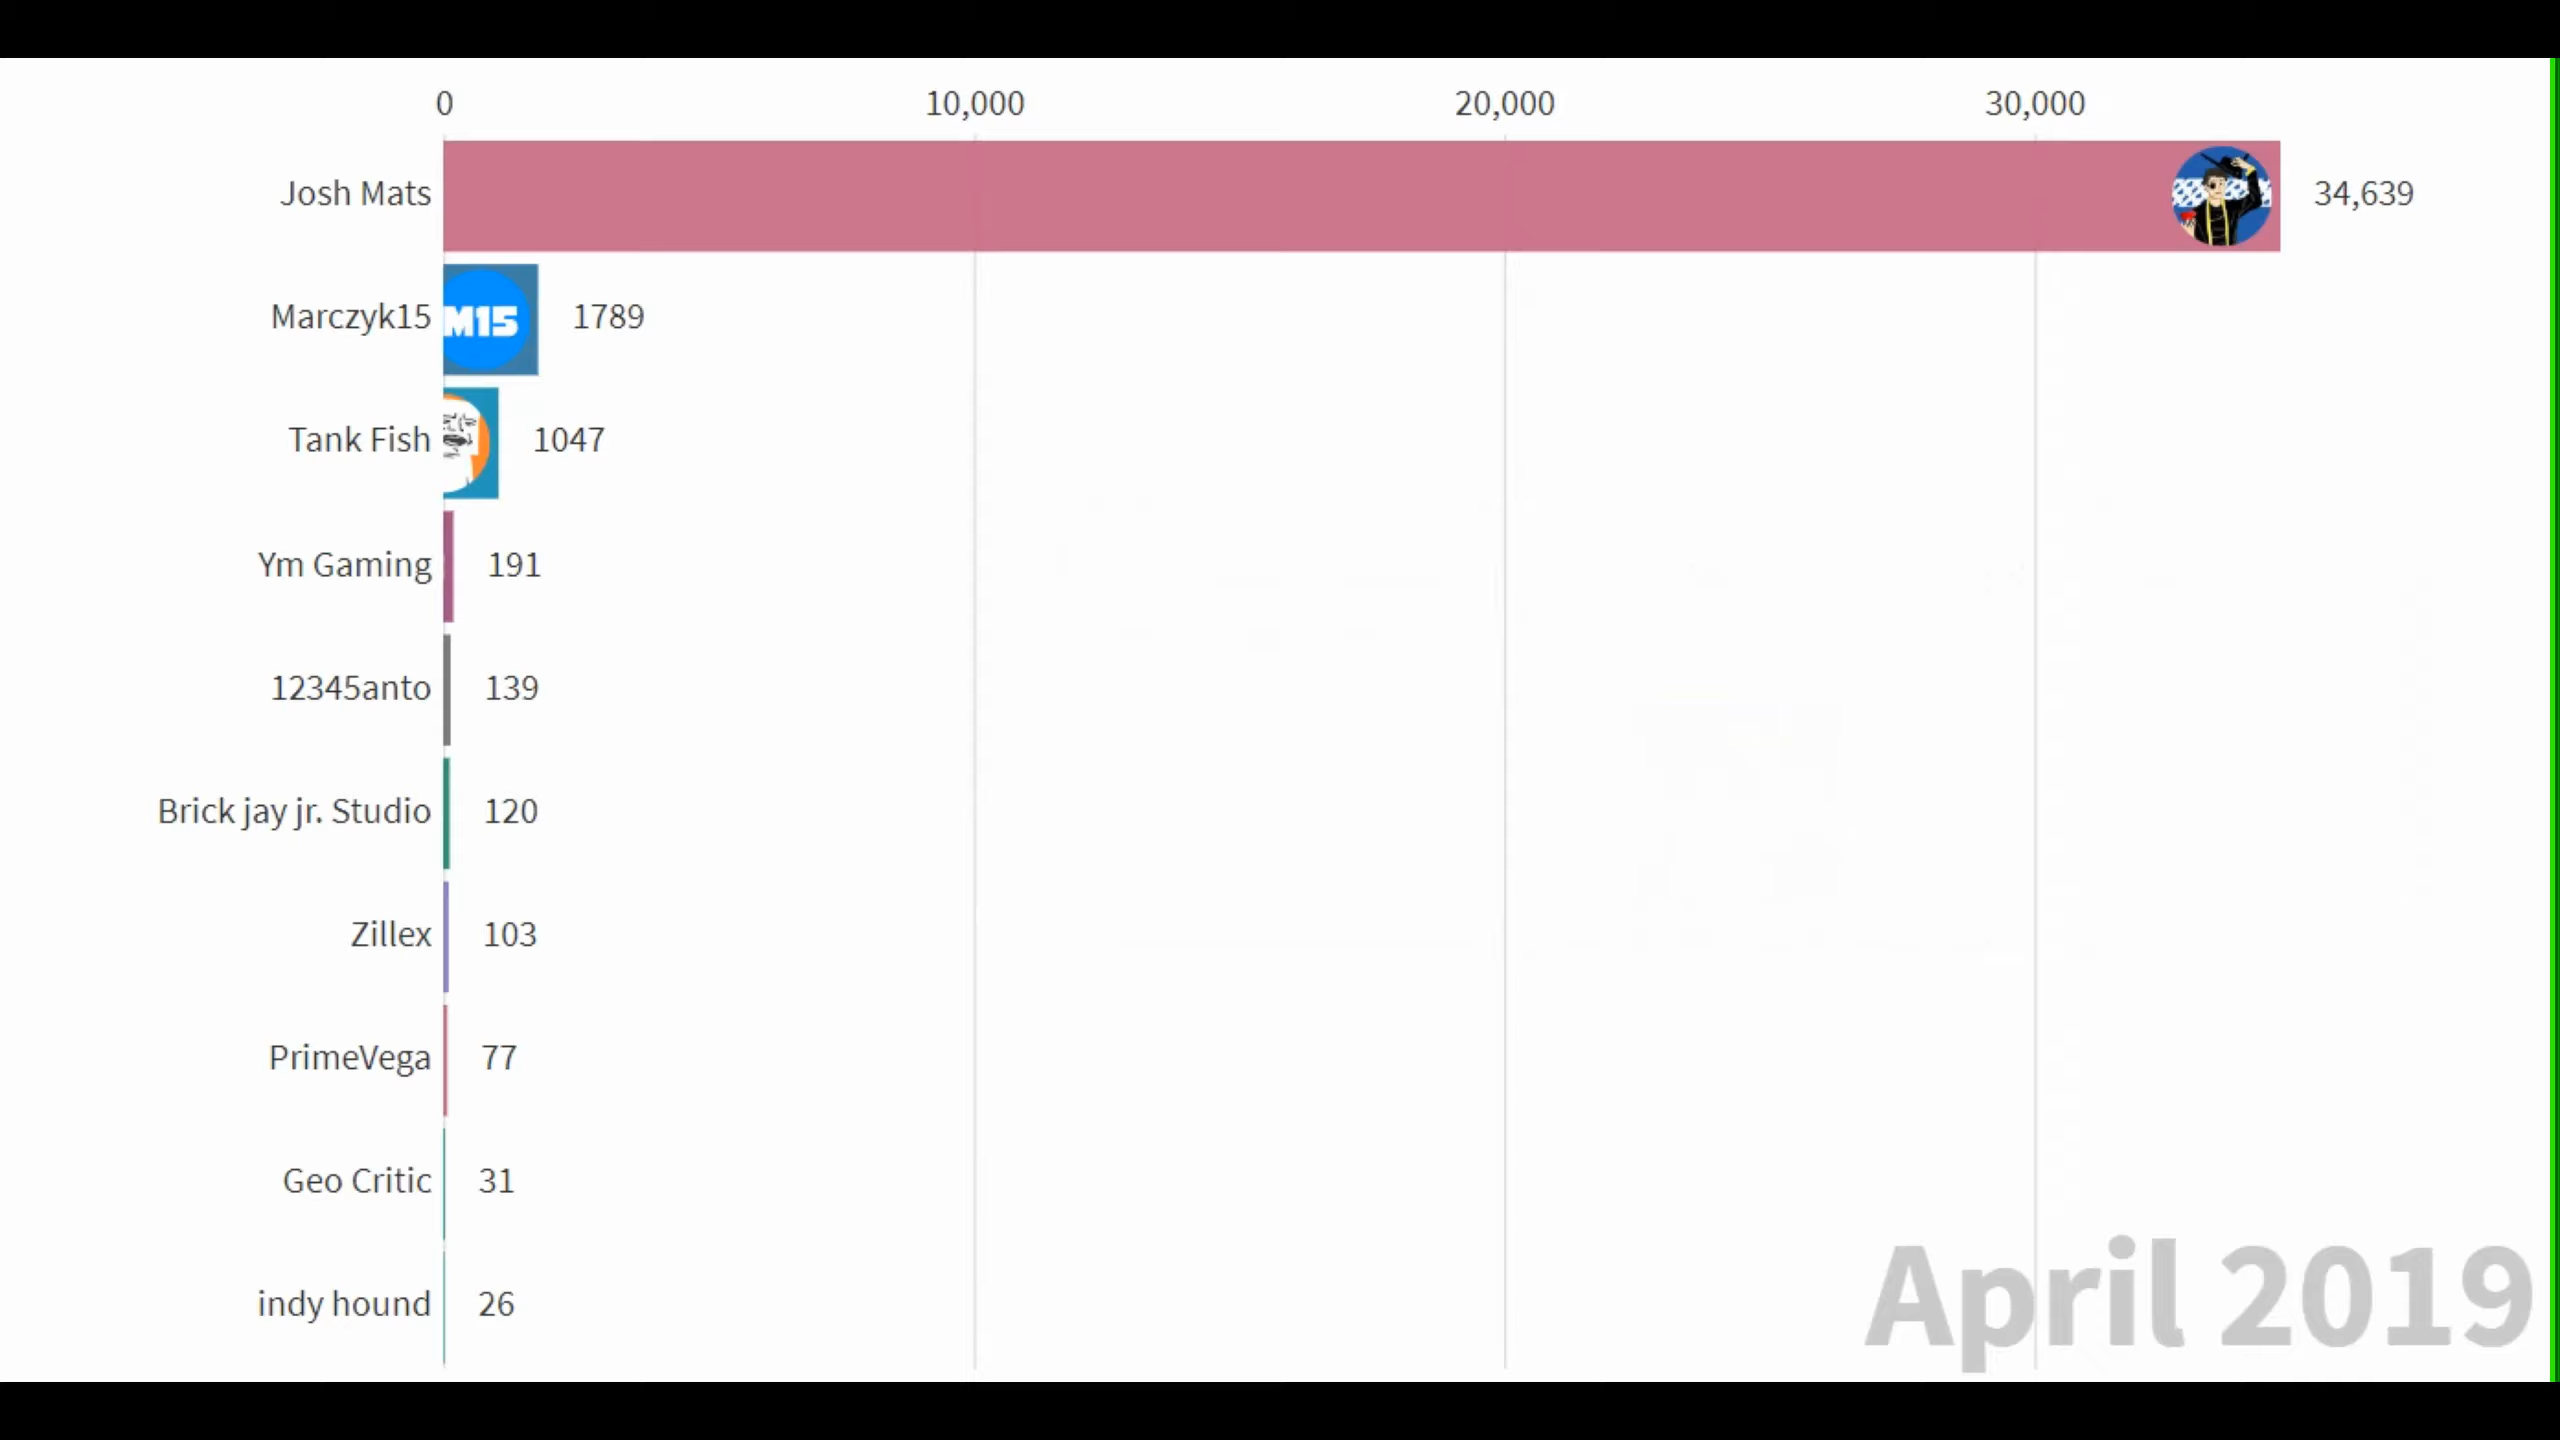 0 10,000 20,000 30,000
Josh Mats 34,639
Marczyk15 M15 1789
Tank Fish 1047
Ym Gaming 191
12345anto 139
Brick jay jr. Studio 120
Zillex 103
PrimeVega 77
Geo Critic 31
indy hound 26
April 2019